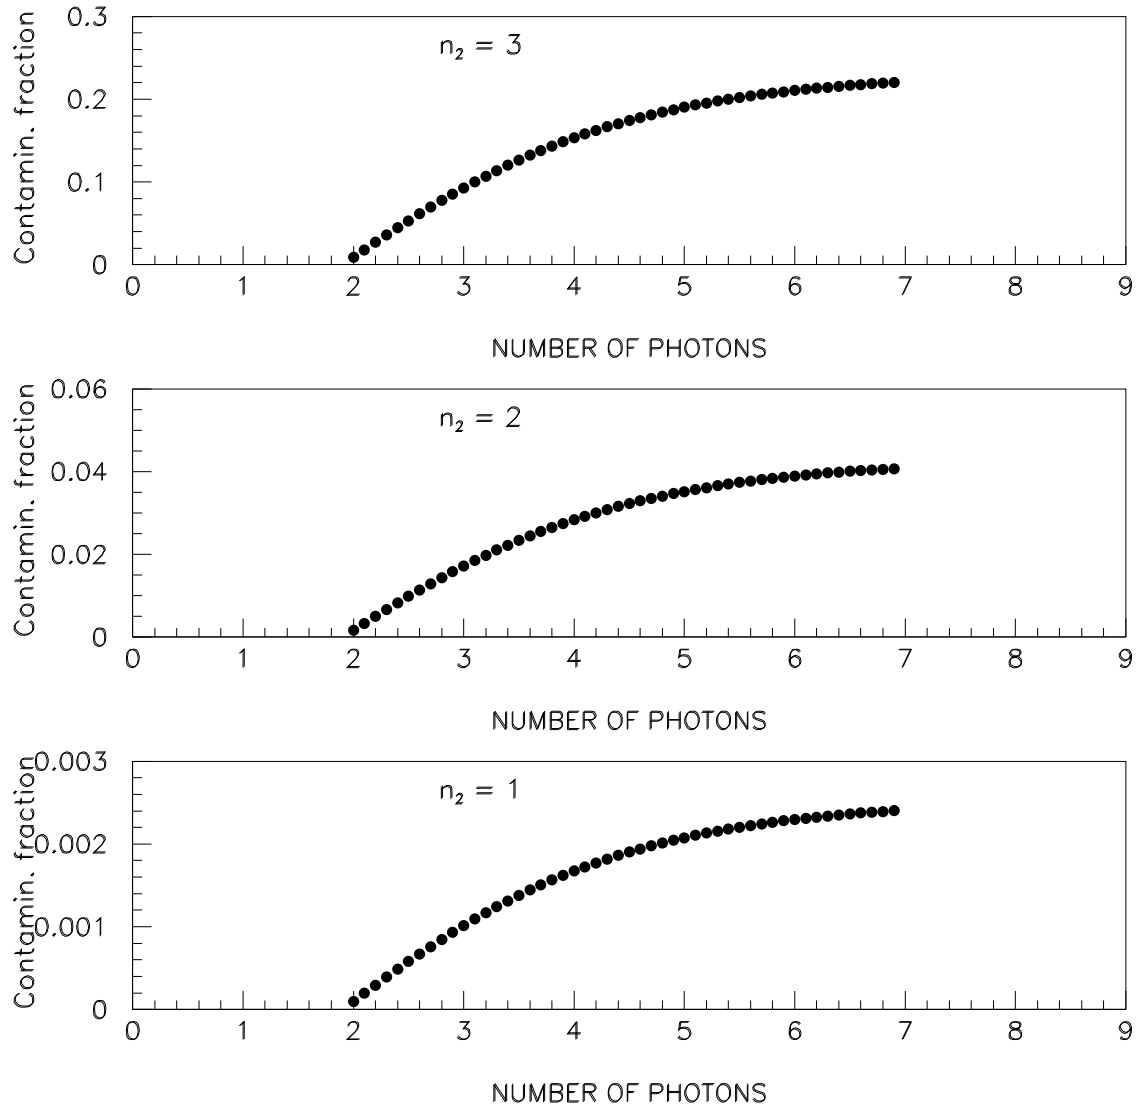 Contamin. fraction
0.3
0.2
0.1
0
n₂ = 3
0 1 2 3 4 5 6 7 8 9
NUMBER OF PHOTONS
Contamin. fraction
0.06
0.04
0.02
0
n₂ = 2
0 1 2 3 4 5 6 7 8 9
NUMBER OF PHOTONS
Contamin. fraction
0.003
0.002
0.001
0
n₂ = 1
0 1 2 3 4 5 6 7 8 9
NUMBER OF PHOTONS